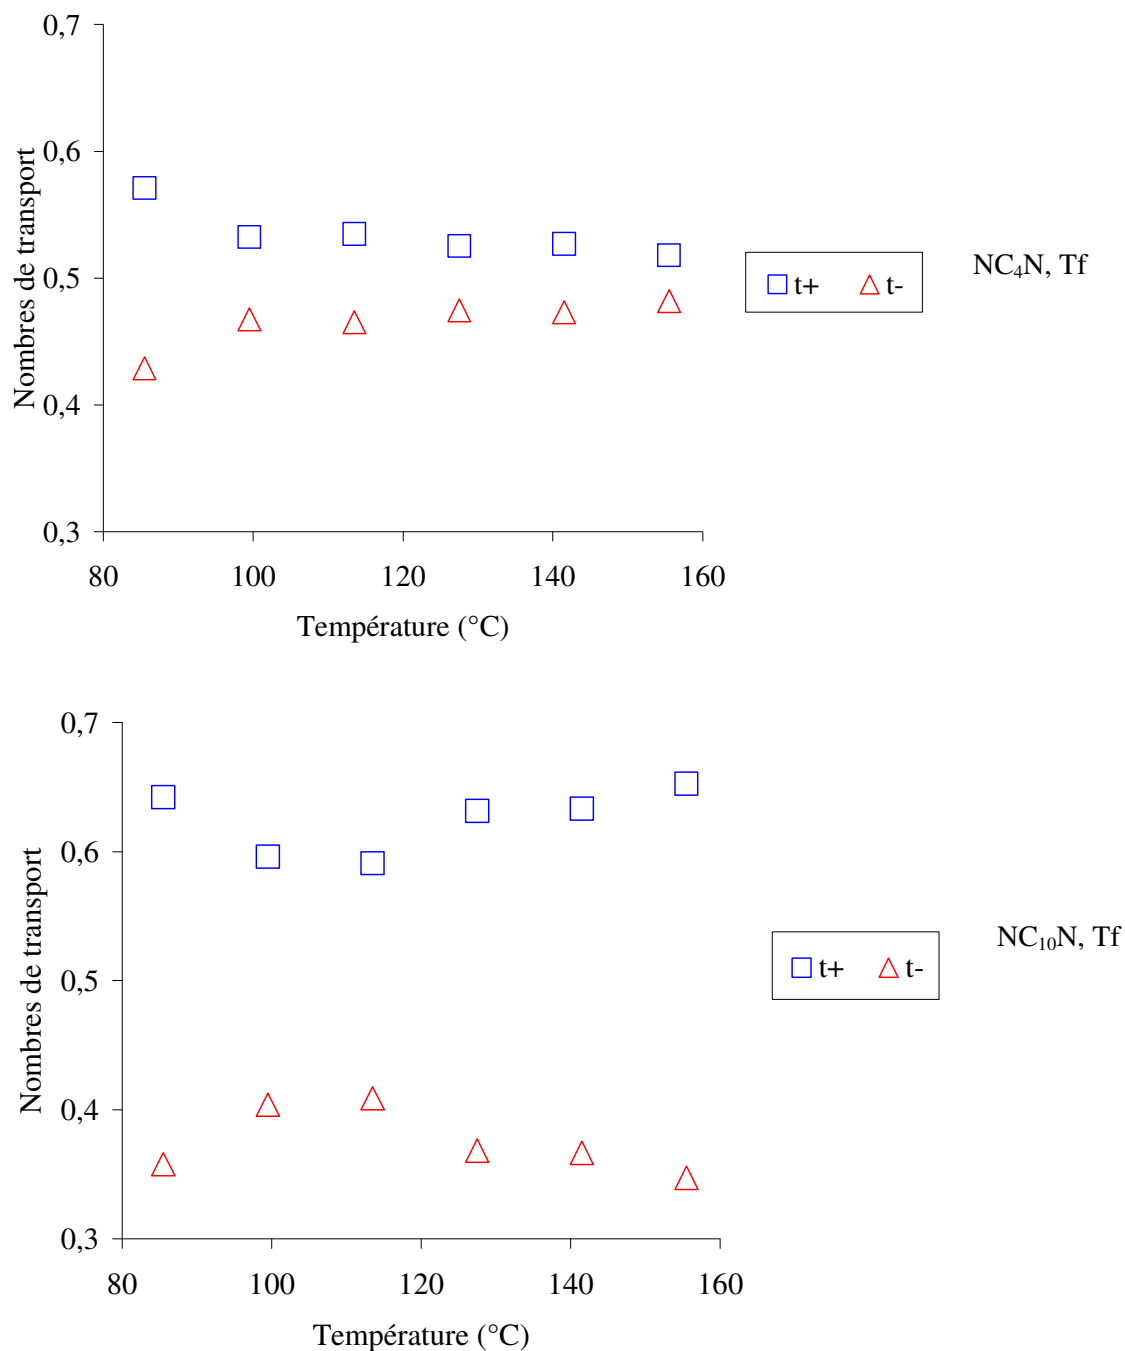 0,7
0,6
0,5
0,4
0,3
Nombres de transport
80 100 120 140 160
Température (°C)
t+ t-
NC₄N, Tf
0,7
0,6
0,5
0,4
0,3
Nombres de transport
80 100 120 140 160
Température (°C)
t+ t-
NC₁₀N, Tf